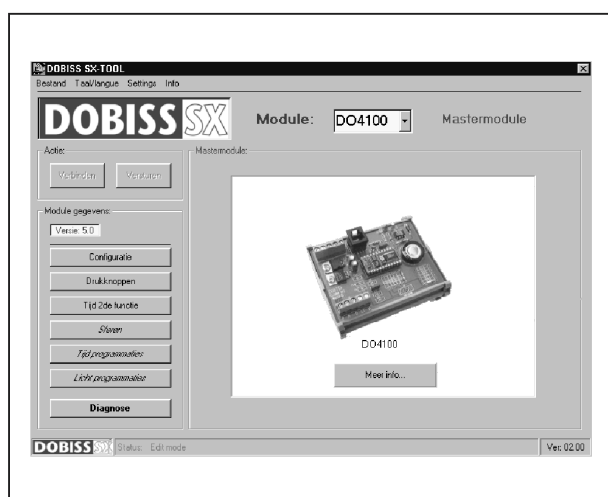 DOBISS SX-TOOL
Bestand Taal/langue Settings Info
DOBISS SX Module: DO4100 Mastermodule
Actie:
Verbinden Versturen
Module gegevens:
Versie: 5.0
Configuratie
Drukknoppen
Tijd 2de functie
Sferen
Tijd programmaties
Licht programmaties
Diagnose
Mastermodule:
DO4100
Meer info...
DOBISS SX Status: Edit mode Ver: 02.00